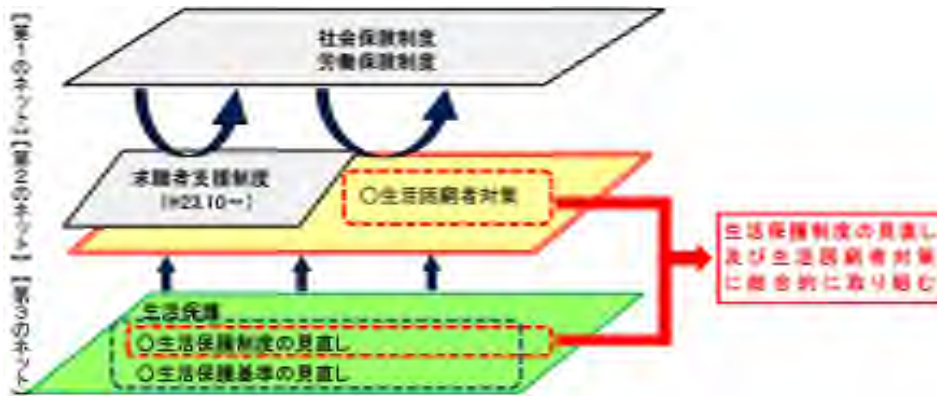 【第1のネット】
社会保険制度
労働保険制度
【第2のネット】
求職者支援制度
(H23.10~)
○生活困窮者対策
【第3のネット】
生活保護
○生活保護制度の見直し
○生活保護基準の見直し
生活保護制度の見直し
及び生活困窮者対策
に総合的に取り組む